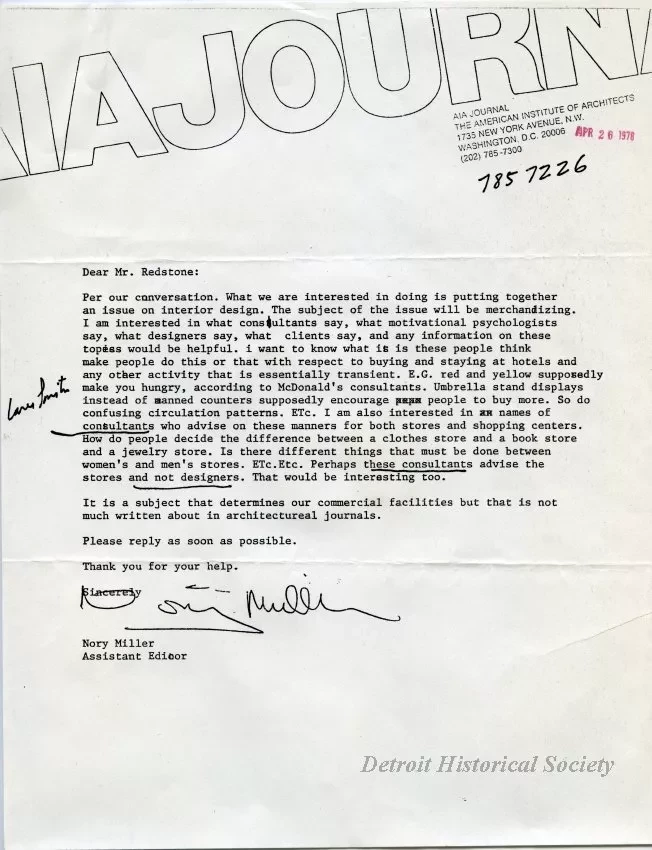 AIA JOURNA
AIA JOURNAL
THE AMERICAN INSTITUTE OF ARCHITECTS
1735 NEW YORK AVENUE, N.W.
WASHINGTON, D.C. 20006 APR 26 1978
(202) 785-7300
785 7226
Dear Mr. Redstone:
Per our cnnversation. What we are interested in doing is putting together
an issue on interior design. The subject of the issue will be merchandizing.
I am interested in what consultants say, what motivational psychologists
say, what designers say, what clients say, and any information on these
would be helpful. i want to know what is is these people think
make people do this or that with respect to buying and staying at hotels and
any other activity that is essentially transient. E.G. red and yellow supposedly
make you hungry, according to McDonald's consultants. Umbrella stand displays
instead of manned counters supposedly encourage people to buy more. So do
confusing circulation patterns. ETc. I am also interested in names of
consultants who advise on these manners for both stores and shopping centers.
How do people decide the difference between a clothes store and a book store
and a jewelry store. Is there different things that must be done between
women's and men's stores. ETc.Etc. Perhaps these consultants advise the
stores and not designers. That would be interesting too.
It is a subject that determines our commercial facilities but that is not
much written about in architectureal journals.
Please reply as soon as possible.
Thank you for your help.
Sincerely
Nory Miller
Nory Miller
Assistant Editor
Detroit Historical Society